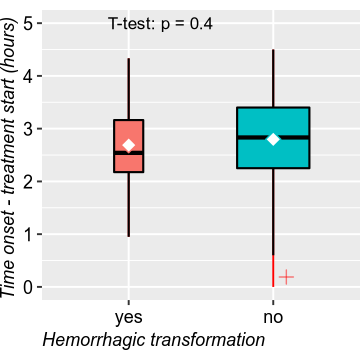 T-test: p = 0.4
Time onset - treatment start (hours)
5
4
3
2
1
0
yes no
Hemorrhagic transformation